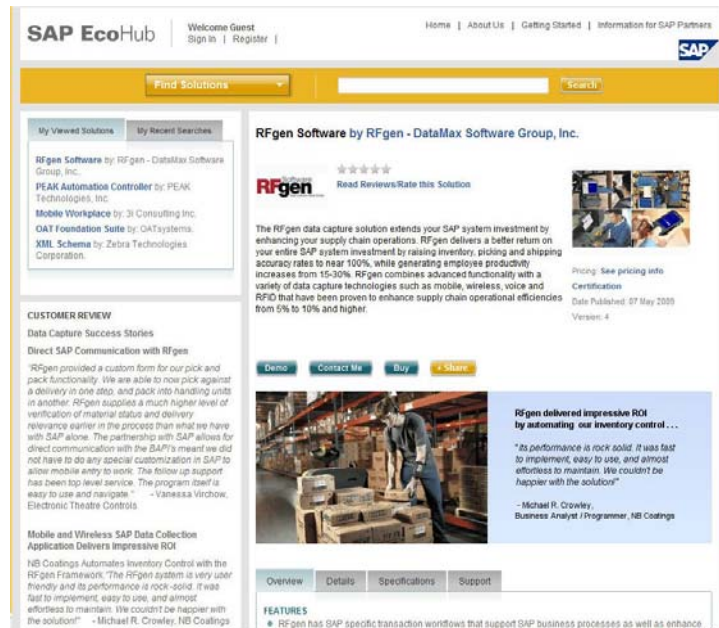 SAP EcoHub
Welcome Guest
Sign In | Register |
Home | About Us | Getting Started | Information for SAP Partners
SAP
Find Solutions
Search
My Viewed Solutions
My Recent Searches
RFgen Software by: RFgen - DataMax Software
Group, Inc.
PEAK Automation Controller by: PEAK
Technologies, Inc.
Mobile Workplace by: 3i Consulting Inc.
OAT Foundation Suite by: OATsystems.
XML Schema by: Zebra Technologies
Corporation.
CUSTOMER REVIEW
Data Capture Success Stories
Direct SAP Communication with RFgen
"RFgen provided a custom form for our pick and
pack functionality. We are able to now pick against
a delivery in one step, and pack into handling units
in another. RFgen supplies a much higher level of
verification of material status and delivery
relevance earlier in the process than what we have
with SAP alone. The partnership with SAP allows for
direct communication with the BAPI's meant we did
not have to do any special customization in SAP to
allow mobile entry to work. The follow up support
has been top level service. The program itself is
easy to use and navigate." - Vanessa Virchow,
Electronic Theatre Controls
Mobile and Wireless SAP Data Collection
Application Delivers Impressive ROI
NB Coatings Automates Inventory Control with the
RFgen Framework."The RFgen system is very user
friendly and its performance is rock -solid. It was
fast to implement, easy to use, and almost
effortless to maintain. We couldn't be happier with
the solution!" - Michael R. Crowley, NB Coatings
RFgen Software by RFgen - DataMax Software Group, Inc.
Software
RFgen
Read Reviews/Rate this Solution
The RFgen data capture solution extends your SAP system investment by
enhancing your supply chain operations. RFgen delivers a better return on
your entire SAP system investment by raising inventory, picking and shipping
accuracy rates to near 100%, while generating employee productivity
increases from 15-30%. RFgen combines advanced functionality with a
variety of data capture technologies such as mobile, wireless, voice and
RFID that have been proven to enhance supply chain operational efficiencies
from 5% to 10% and higher.
Pricing: See pricing info
Certification
Date Published: 07 May 2009
Version: 4
Demo
Contact Me
Buy
+ Share
RFgen delivered impressive ROI
by automating our inventory control . . .
"its performance is rock solid. It was fast
to implement, easy to use, and almost
effortless to maintain. We couldn't be
happier with the solution!"
- Michael R. Crowley,
Business Analyst / Programmer, NB Coatings
Overview
Details
Specifications
Support
FEATURES
RFgen has SAP specific transaction workflows that support SAP business processes as well as enhance